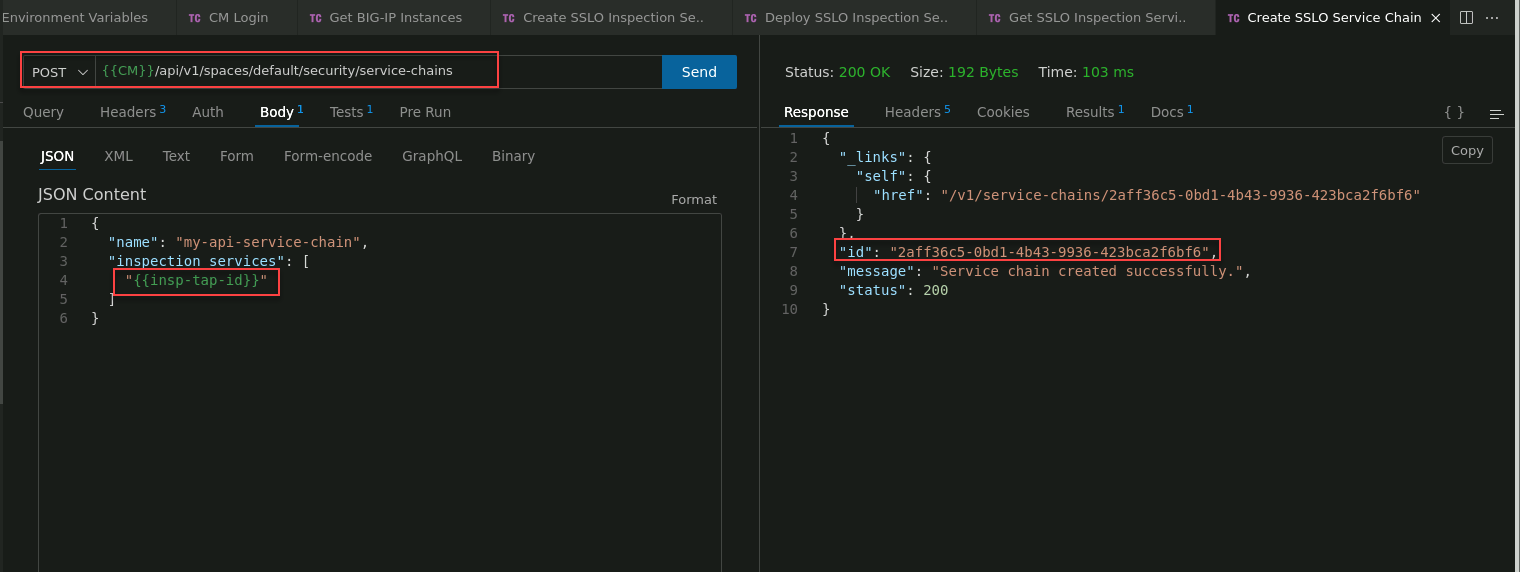 Environment Variables TC CM Login TC Get BIG-IP Instances TC Create SSLO Inspection Se.. TC Deploy SSLO Inspection Se.. TC Get SSLO Inspection Servi.. TC Create SSLO Service Chain × ···
POST {{CM}}/api/v1/spaces/default/security/service-chains Send
Query Headers 3 Auth Body 1 Tests 1 Pre Run
JSON XML Text Form Form-encode GraphQL Binary
JSON Content Format
1 {
2 "name": "my-api-service-chain",
3 "inspection_services": [
4 "{{insp-tap-id}}"
5 ]
6 }
Status: 200 OK Size: 192 Bytes Time: 103 ms
Response Headers 5 Cookies Results 1 Docs 1 { }
Copy
1 {
2 "_links": {
3 "self": {
4 "href": "/v1/service-chains/2aff36c5-0bd1-4b43-9936-423bca2f6bf6"
5 }
6 },
7 "id": "2aff36c5-0bd1-4b43-9936-423bca2f6bf6",
8 "message": "Service chain created successfully.",
9 "status": 200
10 }